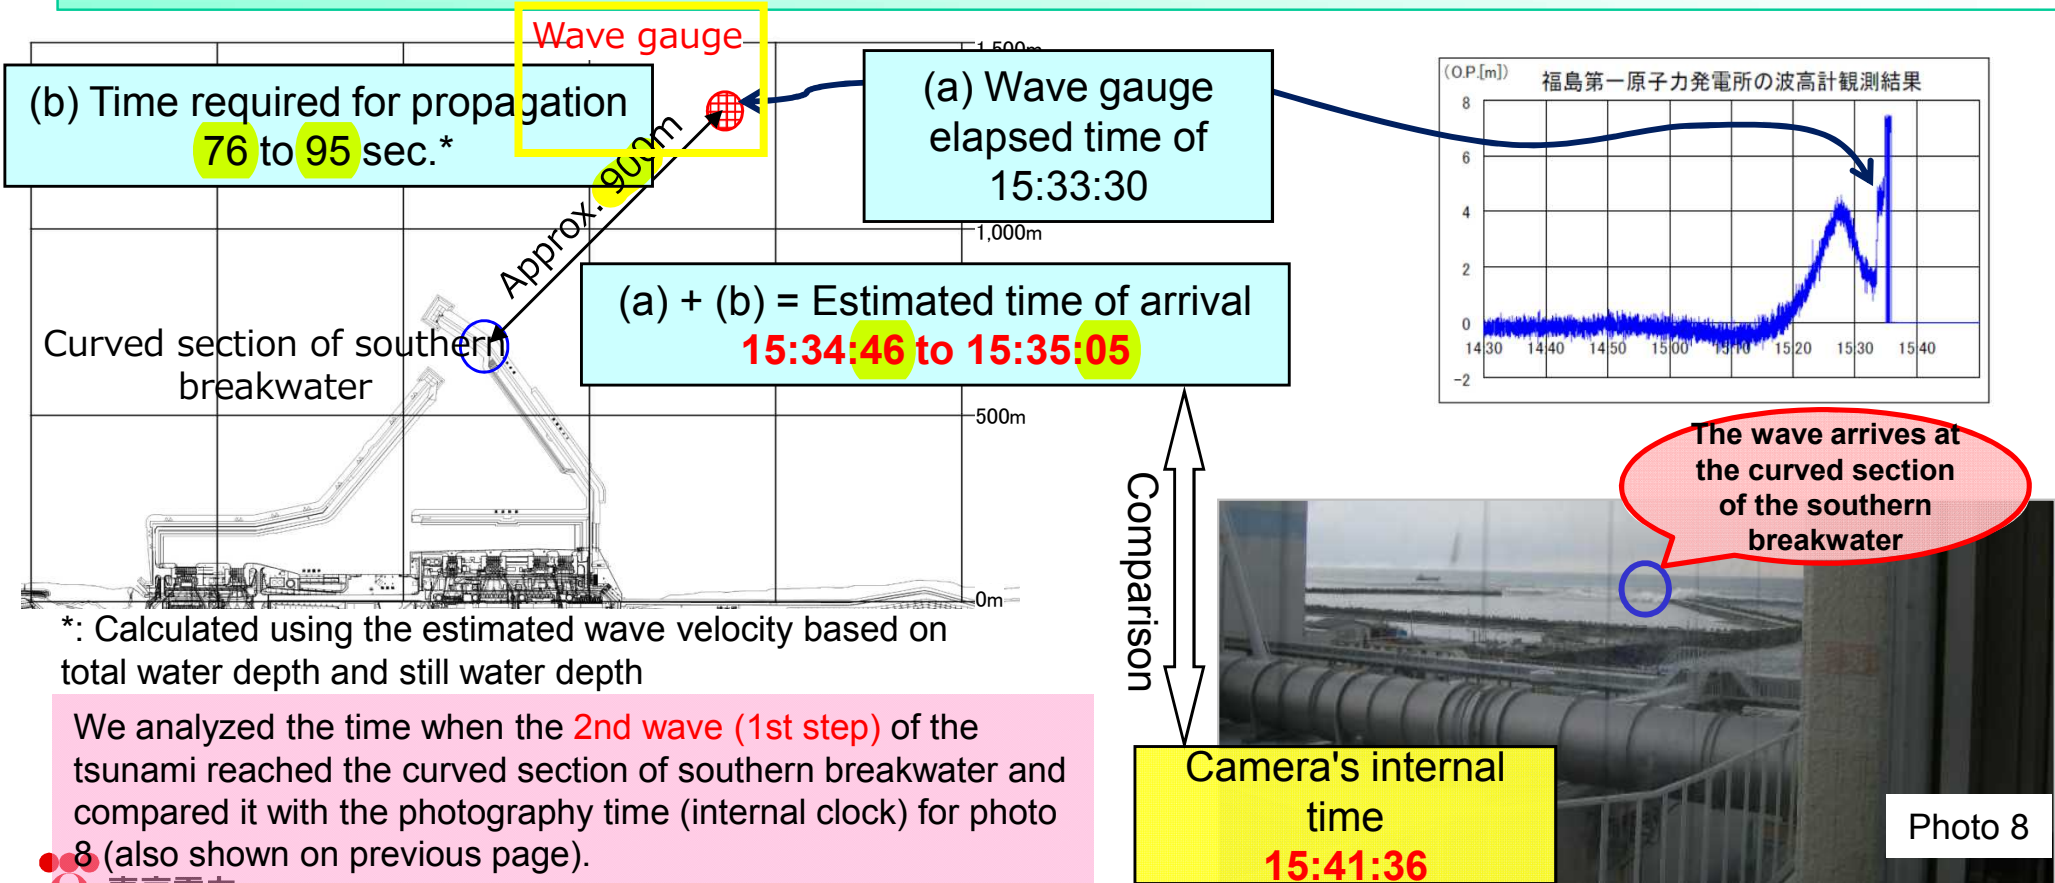 Wave gauge
(b) Time required for propagation
76 to 95 sec.*
(a) Wave gauge
elapsed time of
15:33:30
Approx. 900m
1,500m
1,000m
500m
0m
(a) + (b) = Estimated time of arrival
15:34:46 to 15:35:05
Curved section of southern
breakwater
*: Calculated using the estimated wave velocity based on
total water depth and still water depth
We analyzed the time when the 2nd wave (1st step) of the
tsunami reached the curved section of southern breakwater and
compared it with the photography time (internal clock) for photo
8 (also shown on previous page).
(O.P.[m])
福島第一原子力発電所の波高計観測結果
8
6
4
2
0
-2
14:30 14:40 14:50 15:00 15:10 15:20 15:30 15:40
The wave arrives at
the curved section
of the southern
breakwater
Comparison
Camera's internal
time
15:41:36
Photo 8